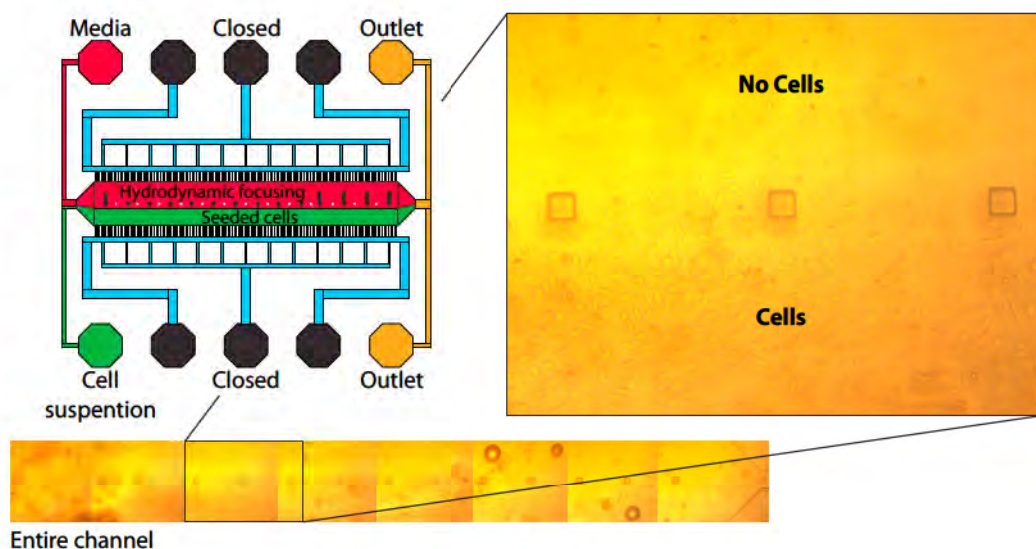 Media Closed Outlet
No Cells
Hydrodynamic focusing
Seeded cells
Cells
Cell Closed Outlet
suspention
Entire channel